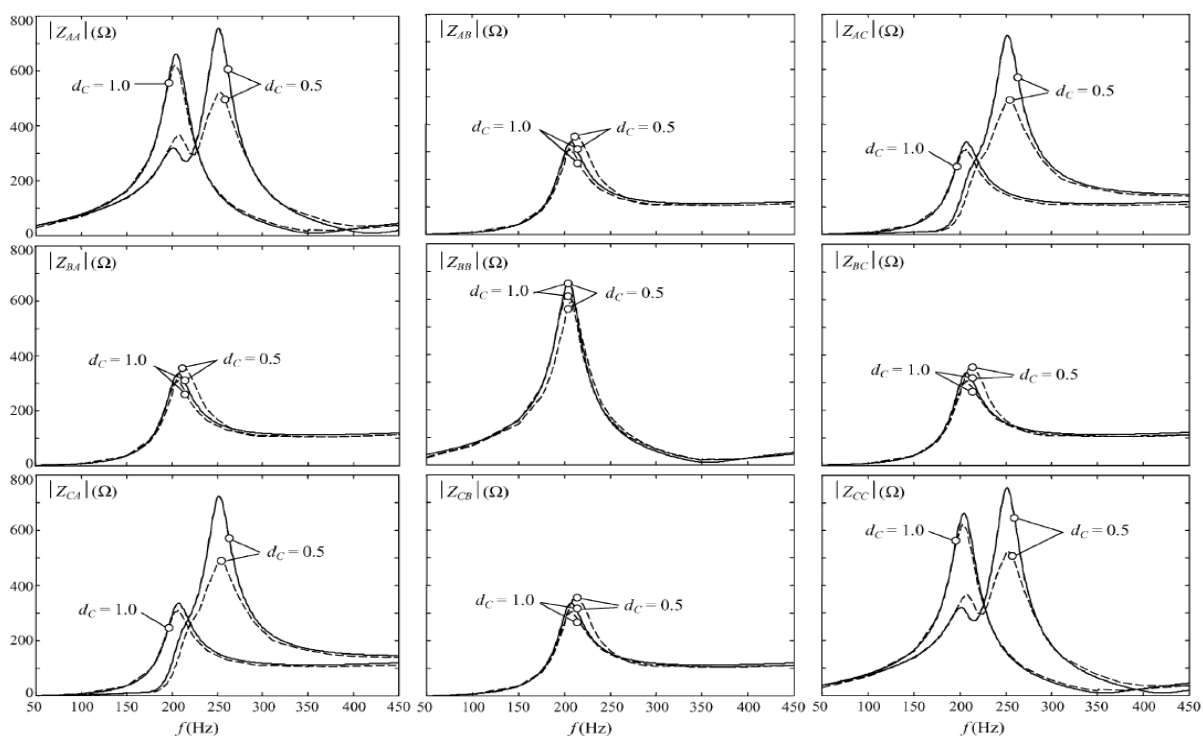 800
600
400
200
0
|Z_AA|(Ω)
d_C = 1.0
d_C = 0.5
|Z_AB|(Ω)
d_C = 1.0
d_C = 0.5
|Z_AC|(Ω)
d_C = 0.5
d_C = 1.0
800
600
400
200
0
|Z_BA|(Ω)
d_C = 1.0
d_C = 0.5
|Z_BB|(Ω)
d_C = 1.0
d_C = 0.5
|Z_BC|(Ω)
d_C = 1.0
d_C = 0.5
800
600
400
200
0
|Z_CA|(Ω)
d_C = 0.5
d_C = 1.0
|Z_CB|(Ω)
d_C = 1.0
d_C = 0.5
|Z_CC|(Ω)
d_C = 1.0
d_C = 0.5
50 100 150 200 250 300 350 400 450
f(Hz)
50 100 150 200 250 300 350 400 450
f(Hz)
50 100 150 200 250 300 350 400 450
f(Hz)